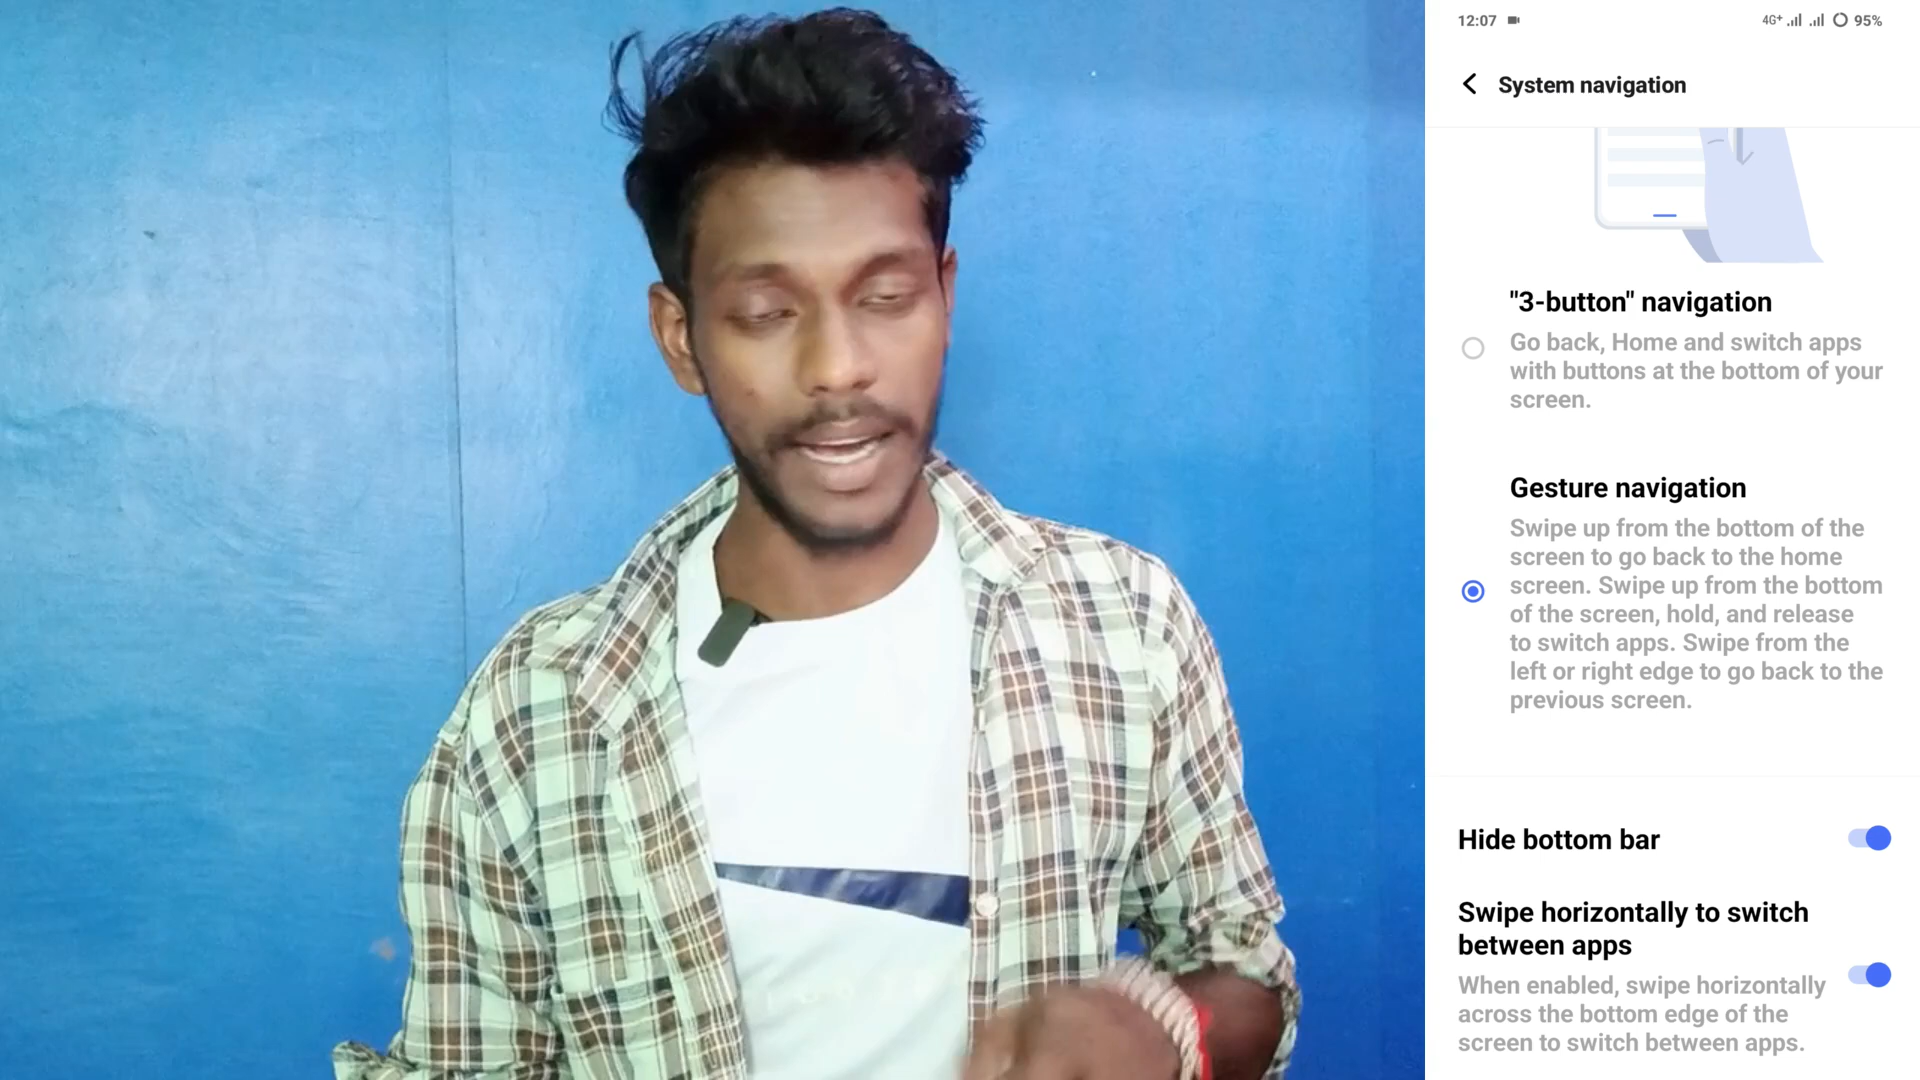 12:07
4G+ 95%
System navigation
"3-button" navigation
Go back, Home and switch apps
with buttons at the bottom of your
screen.
Gesture navigation
Swipe up from the bottom of the
screen to go back to the home
screen. Swipe up from the bottom
of the screen, hold, and release
to switch apps. Swipe from the
left or right edge to go back to the
previous screen.
Hide bottom bar
Swipe horizontally to switch
between apps
When enabled, swipe horizontally
across the bottom edge of the
screen to switch between apps.